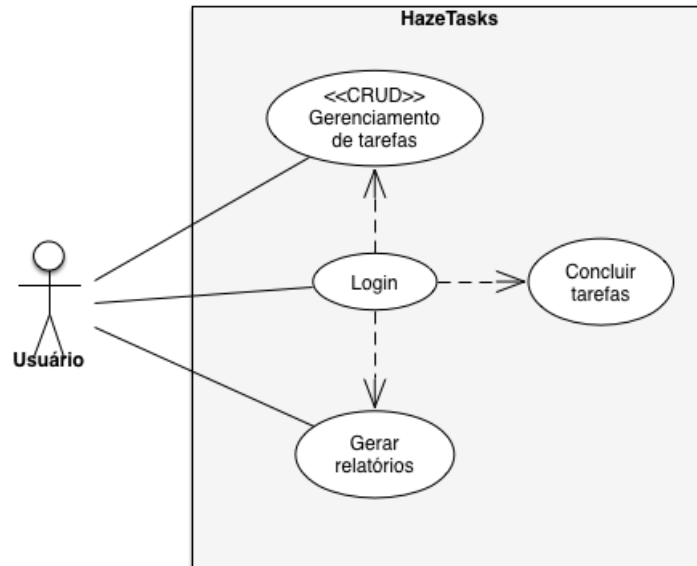 HazeTasks
<<CRUD>>
Gerenciamento
de tarefas
Login
Concluir
tarefas
Usuário
Gerar
relatórios